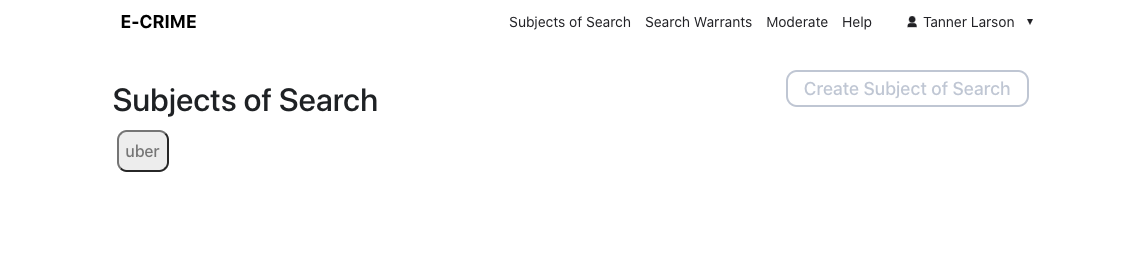 E-CRIME
Subjects of Search Search Warrants Moderate Help Tanner Larson
Subjects of Search
Create Subject of Search
uber